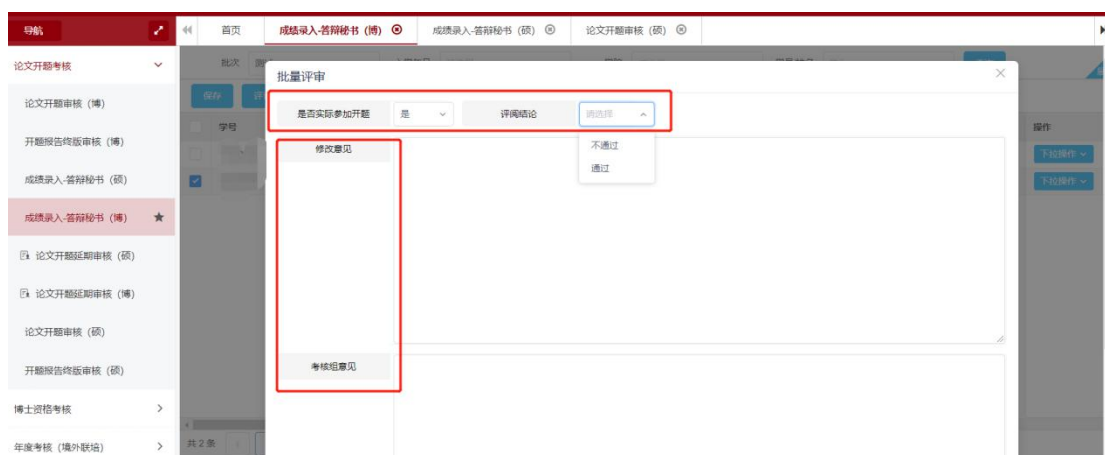 导航
首页
成绩录入-答辩秘书（博）
成绩录入-答辩秘书（硕）
论文开题审核（硕）
论文开题考核
论文开题审核（博）
开题报告终版审核（博）
成绩录入-答辩秘书（硕）
成绩录入-答辩秘书（博）
论文开题延期审核（硕）
论文开题延期审核（博）
论文开题审核（硕）
开题报告终版审核（硕）
博士资格考核
年度考核（境外联培）
批次
批量评审
保存
是否实际参加开题
是
评阅结论
请选择
不通过
通过
学号
操作
修改意见
下拉操作
下拉操作
考核组意见
共 2 条